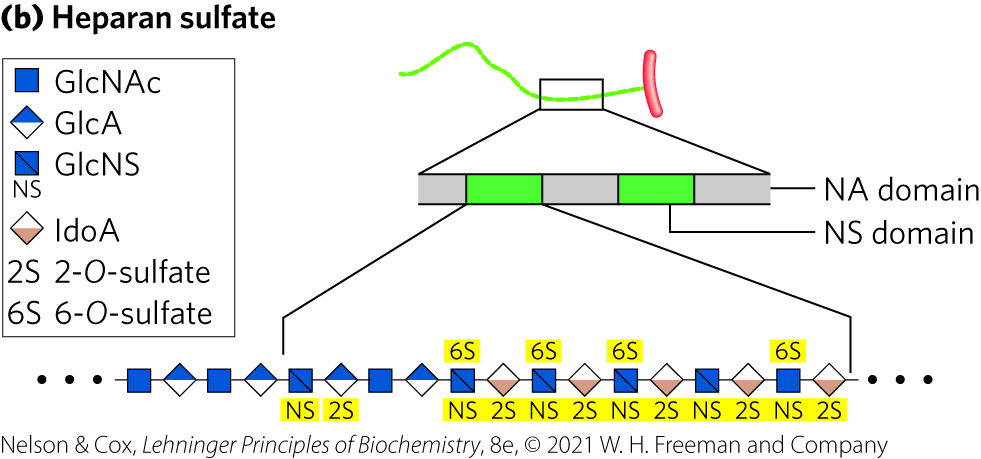 (b) Heparan sulfate
GlcNAc
GlcA
GlcNS
NS
IdoA
2S 2-O-sulfate
6S 6-O-sulfate
NA domain
NS domain
6S 6S 6S 6S
NS 2S NS 2S NS 2S NS 2S NS 2S NS 2S
Nelson & Cox, Lehninger Principles of Biochemistry, 8e, © 2021 W. H. Freeman and Company